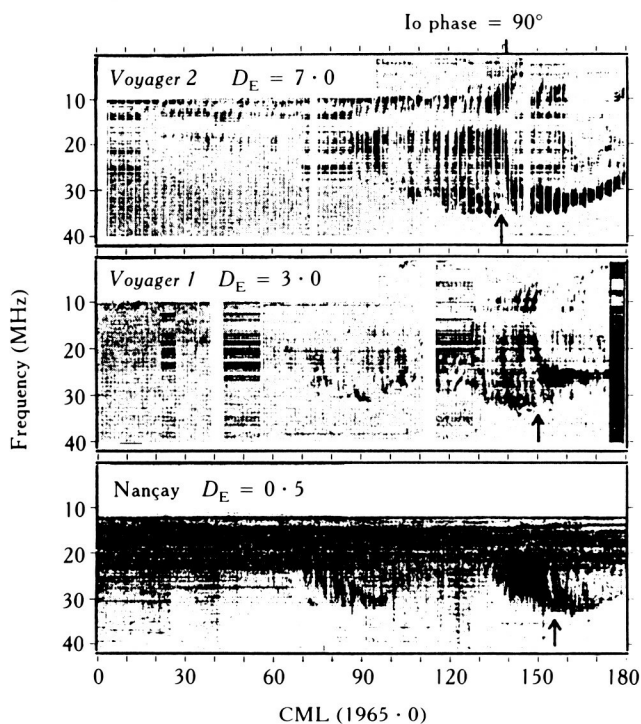 Io phase = 90°
Voyager 2 D_E = 7·0
10
20
30
40
Voyager 1 D_E = 3·0
10
20
30
40
Frequency (MHz)
Nançay D_E = 0·5
10
20
30
40
0 30 60 90 120 150 180
CML (1965·0)